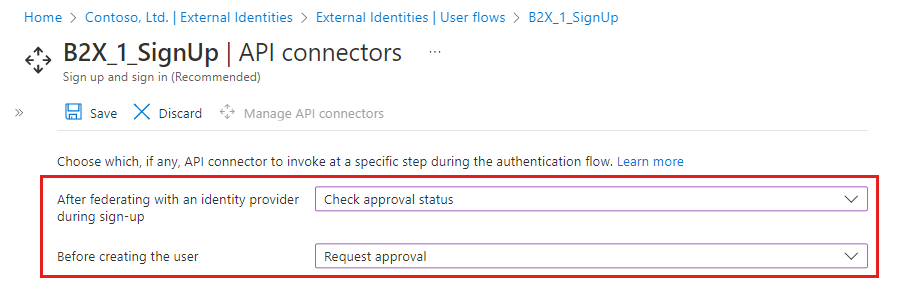 Home > Contoso, Ltd. | External Identities > External Identities | User flows > B2X_1_SignUp
B2X_1_SignUp | API connectors ...
Sign up and sign in (Recommended)
» Save Discard Manage API connectors
Choose which, if any, API connector to invoke at a specific step during the authentication flow. Learn more
After federating with an identity provider
during sign-up
Check approval status
Before creating the user
Request approval